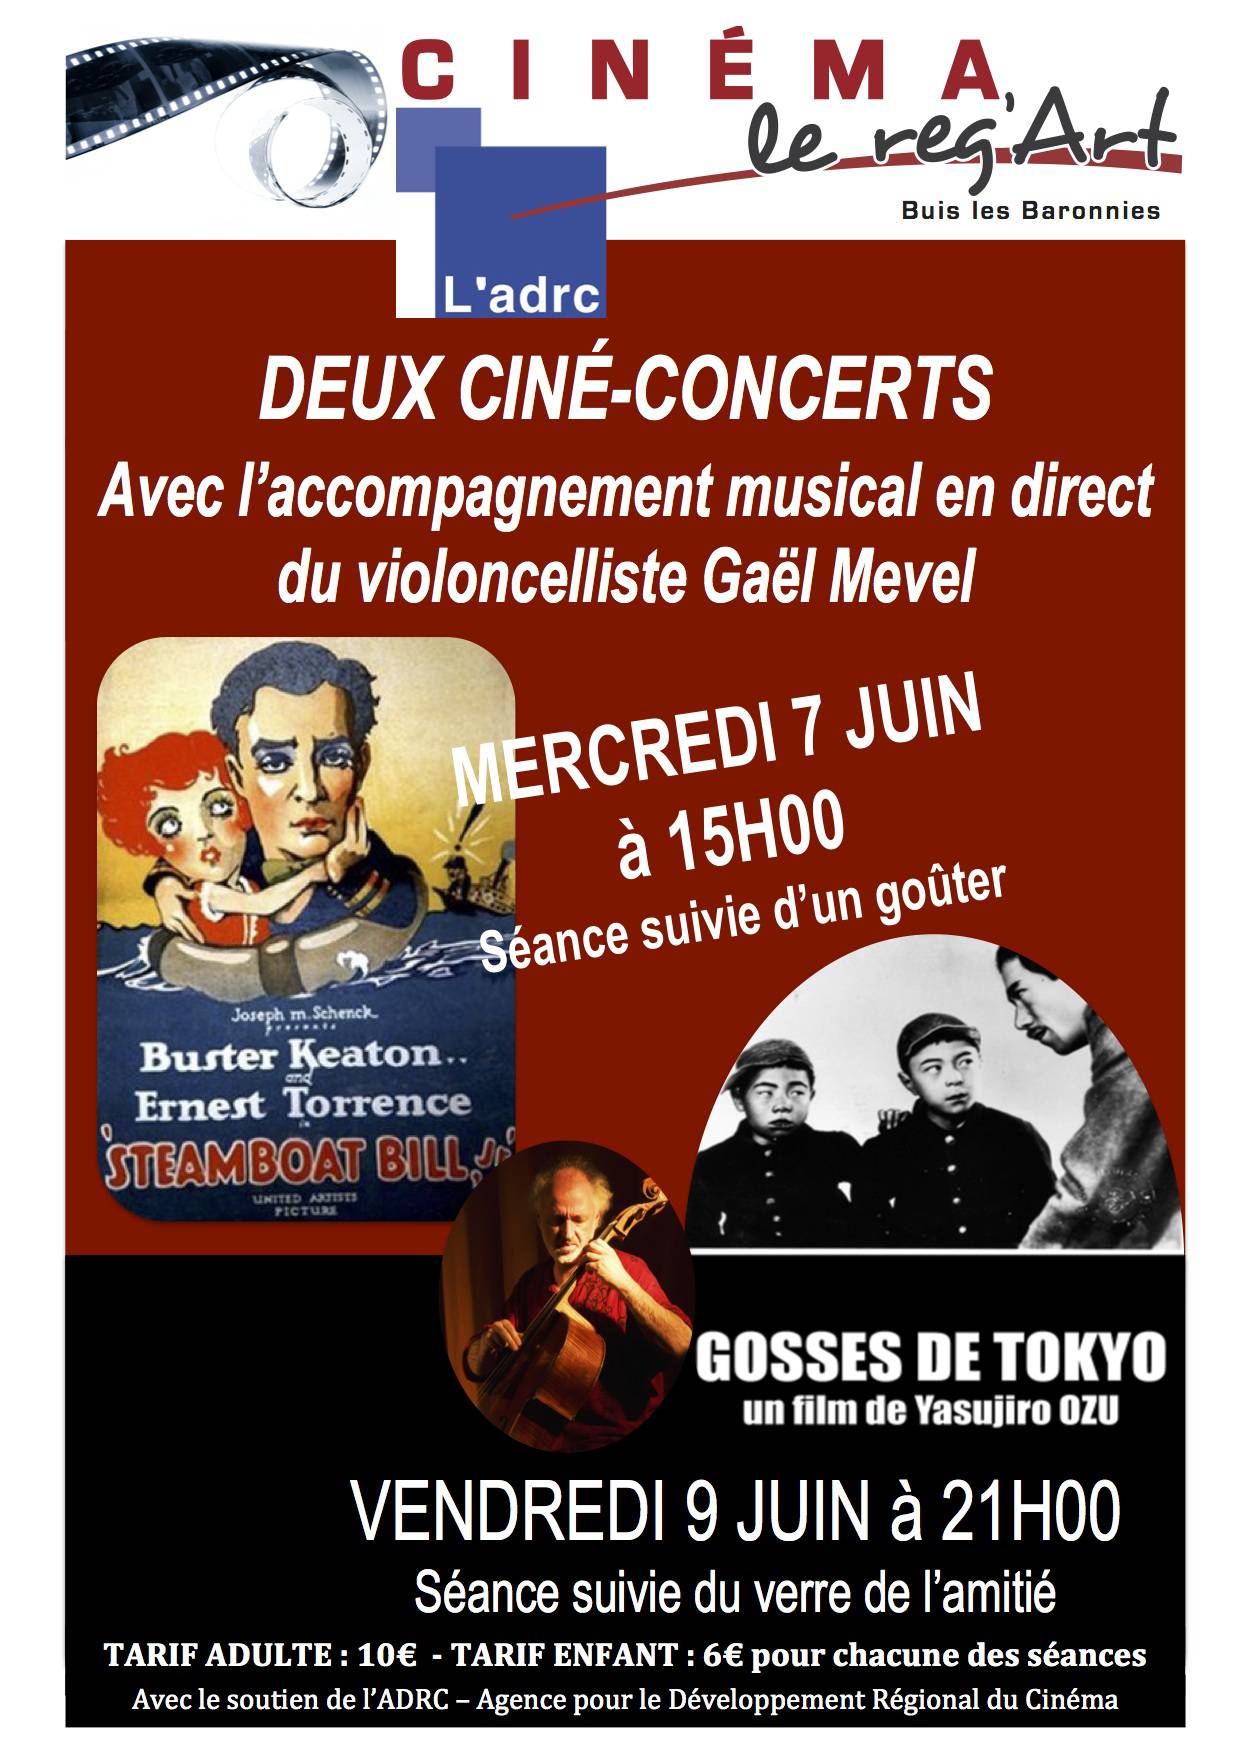 CINÉMA
le reg'Art
Buis les Baronnies
L'adrc
DEUX CINÉ-CONCERTS
Avec l’accompagnement musical en direct
du violoncelliste Gaël Mevel
MERCREDI 7 JUIN
à 15H00
Séance suivie d’un goûter
Joseph m. Schenck
presents
Buster Keaton..
and
Ernest Torrence
in
'STEAMBOAT BILL, Jr.'
UNITED ARTISTS
PICTURE
GOSSES DE TOKYO
un film de Yasujiro OZU
VENDREDI 9 JUIN à 21H00
Séance suivie du verre de l’amitié
TARIF ADULTE : 10€ - TARIF ENFANT : 6€ pour chacune des séances
Avec le soutien de l’ADRC – Agence pour le Développement Régional du Cinéma